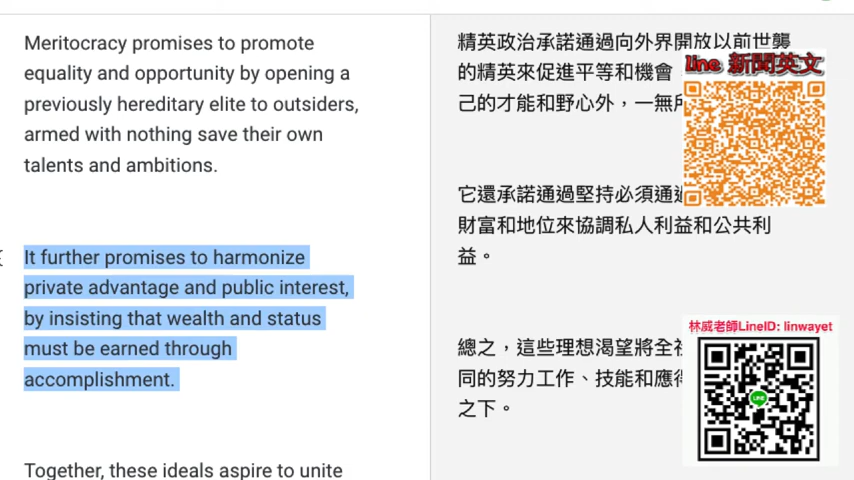 Meritocracy promises to promote
equality and opportunity by opening a
previously hereditary elite to outsiders,
armed with nothing save their own
talents and ambitions.
It further promises to harmonize
private advantage and public interest,
by insisting that wealth and status
must be earned through
accomplishment.
Together, these ideals aspire to unite
精英政治承諾通過向外界開放以前世襲
的精英來促進平等和機會
己的才能和野心外，一無
它還承諾通過堅持必須通
財富和地位來協調私人利益和公共利
益。
總之，這些理想渴望將全
同的努力工作、技能和應
之下。
line 新聞英文
林威老師LineID: linwayet
LINE